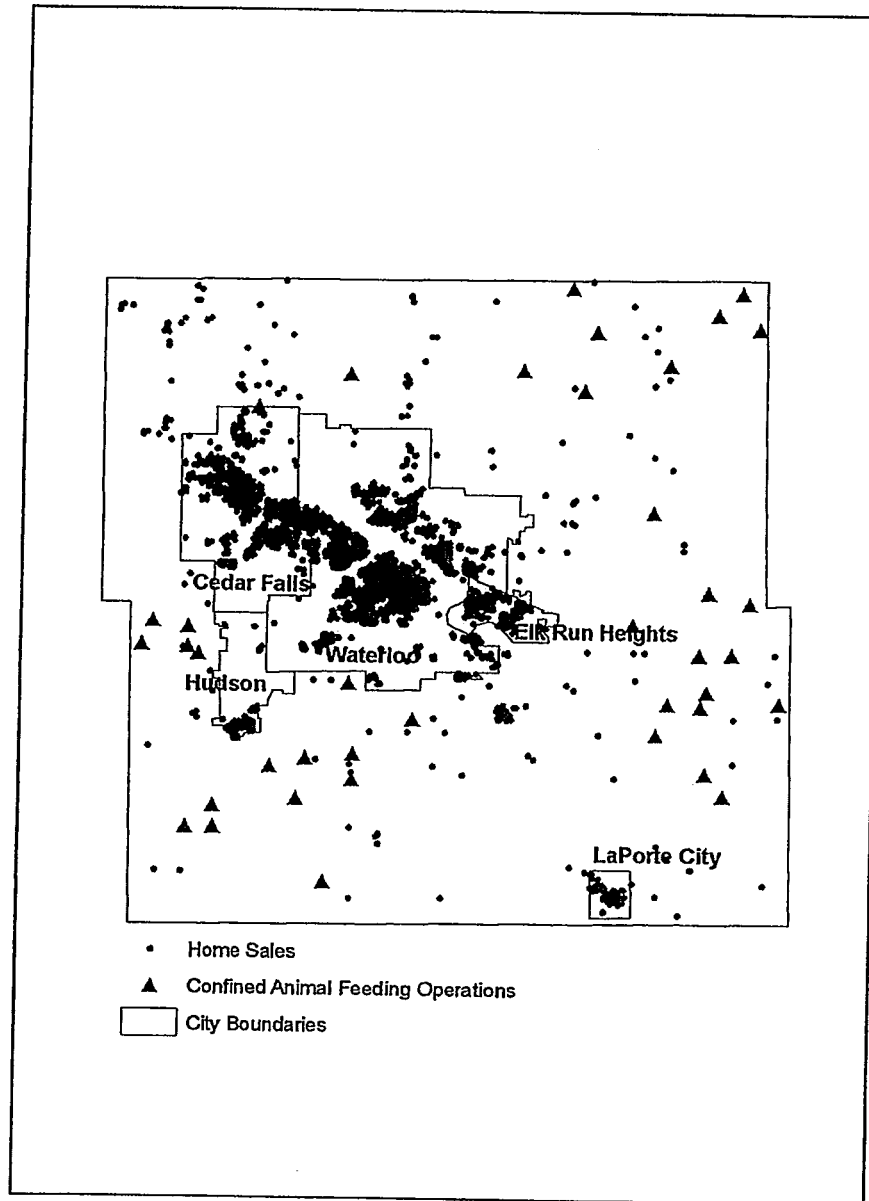 Cedar Falls
Elk Run Heights
Waterloo
Hudson
LaPorte City
Home Sales
Confined Animal Feeding Operations
City Boundaries